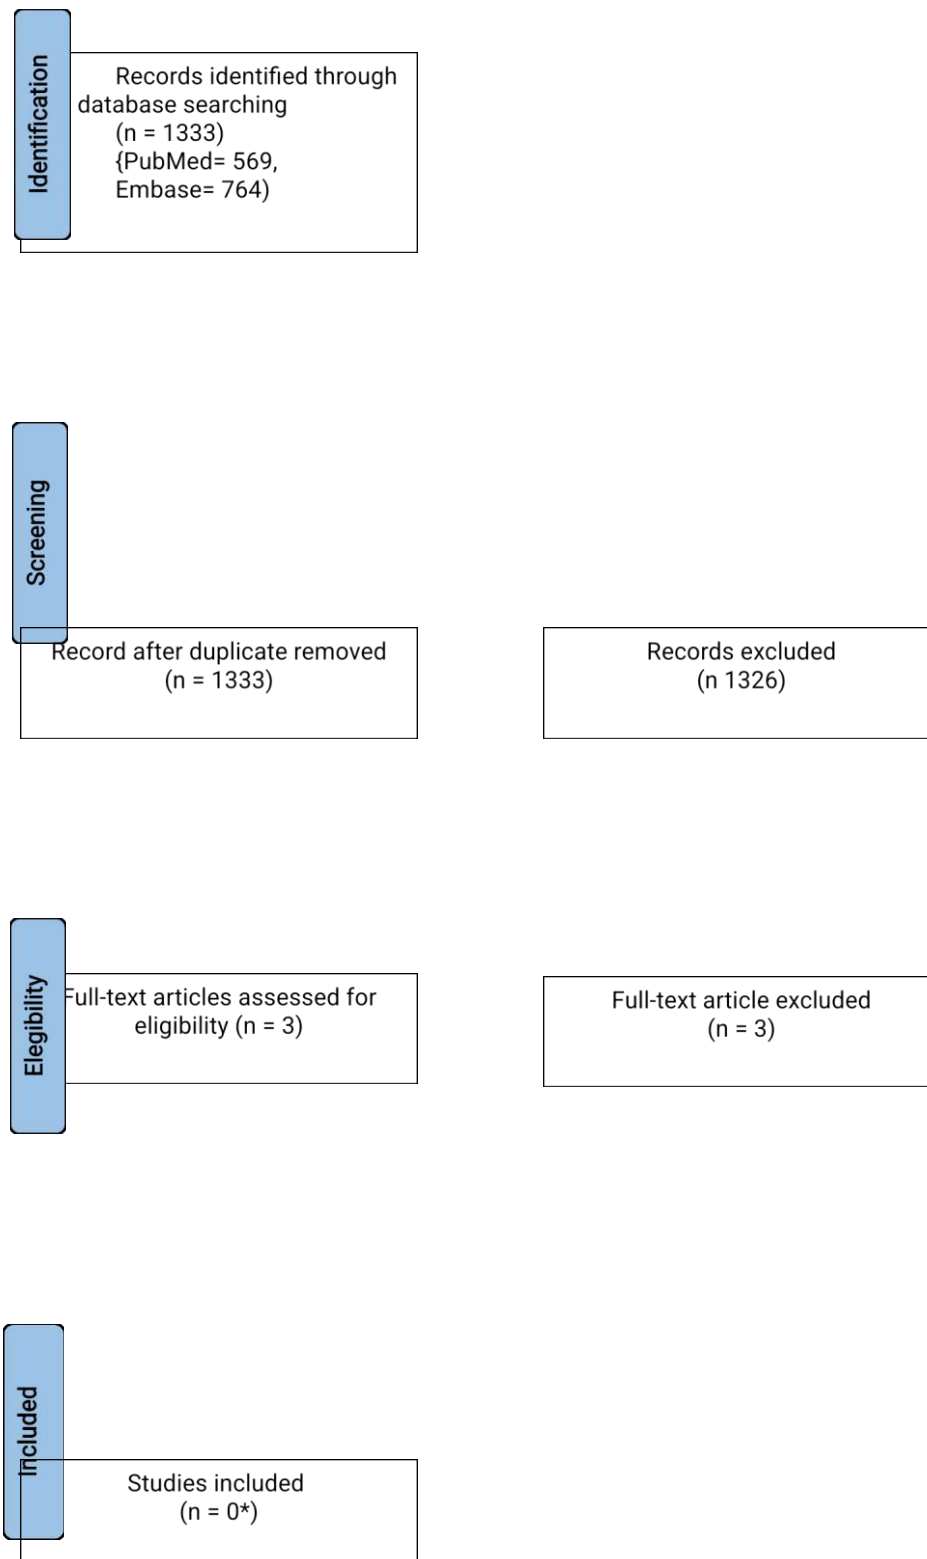 Identification
Records identified through
database searching
(n = 1333)
{PubMed= 569,
Embase= 764)
Screening
Record after duplicate removed
(n = 1333)
Records excluded
(n 1326)
Elegibility
Full-text articles assessed for
eligibility (n = 3)
Full-text article excluded
(n = 3)
Included
Studies included
(n = 0*)